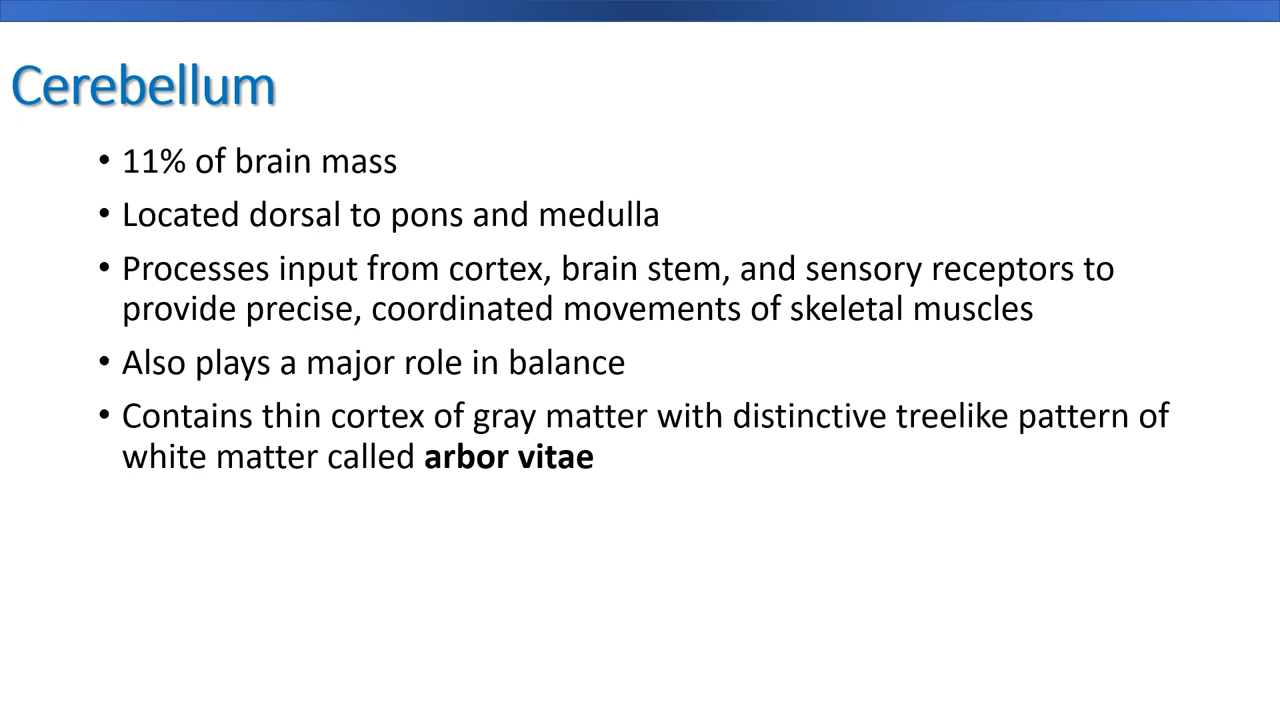 Cerebellum
• 11% of brain mass
• Located dorsal to pons and medulla
• Processes input from cortex, brain stem, and sensory receptors to
provide precise, coordinated movements of skeletal muscles
• Also plays a major role in balance
• Contains thin cortex of gray matter with distinctive treelike pattern of
white matter called arbor vitae